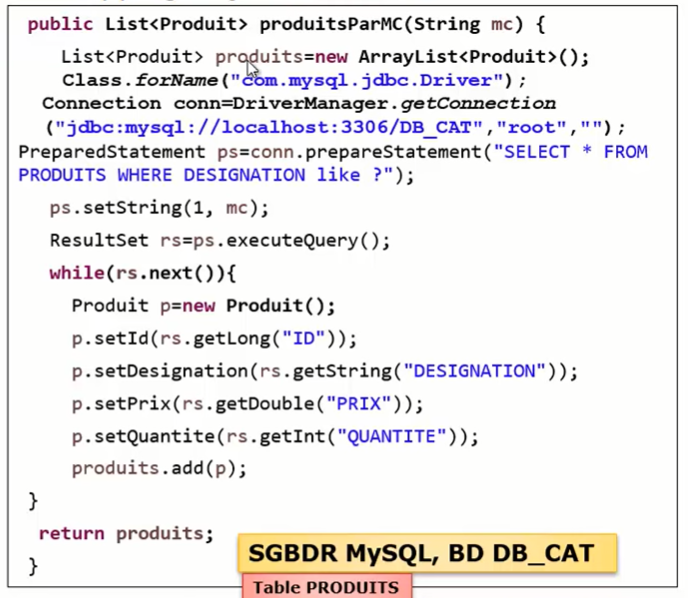 public List<Produit> produitsParMC(String mc) {
List<Produit> produits=new ArrayList<Produit>();
Class.forName("com.mysql.jdbc.Driver");
Connection conn=DriverManager.getConnection
("jdbc:mysql://localhost:3306/DB_CAT","root","");
PreparedStatement ps=conn.prepareStatement("SELECT * FROM
PRODUITS WHERE DESIGNATION like ?");
ps.setString(1, mc);
ResultSet rs=ps.executeQuery();
while(rs.next()){
Produit p=new Produit();
p.setId(rs.getLong("ID"));
p.setDesignation(rs.getString("DESIGNATION"));
p.setPrix(rs.getDouble("PRIX"));
p.setQuantite(rs.getInt("QUANTITE"));
produits.add(p);
}
return produits;
}
SGBDR MySQL, BD DB_CAT
Table PRODUITS